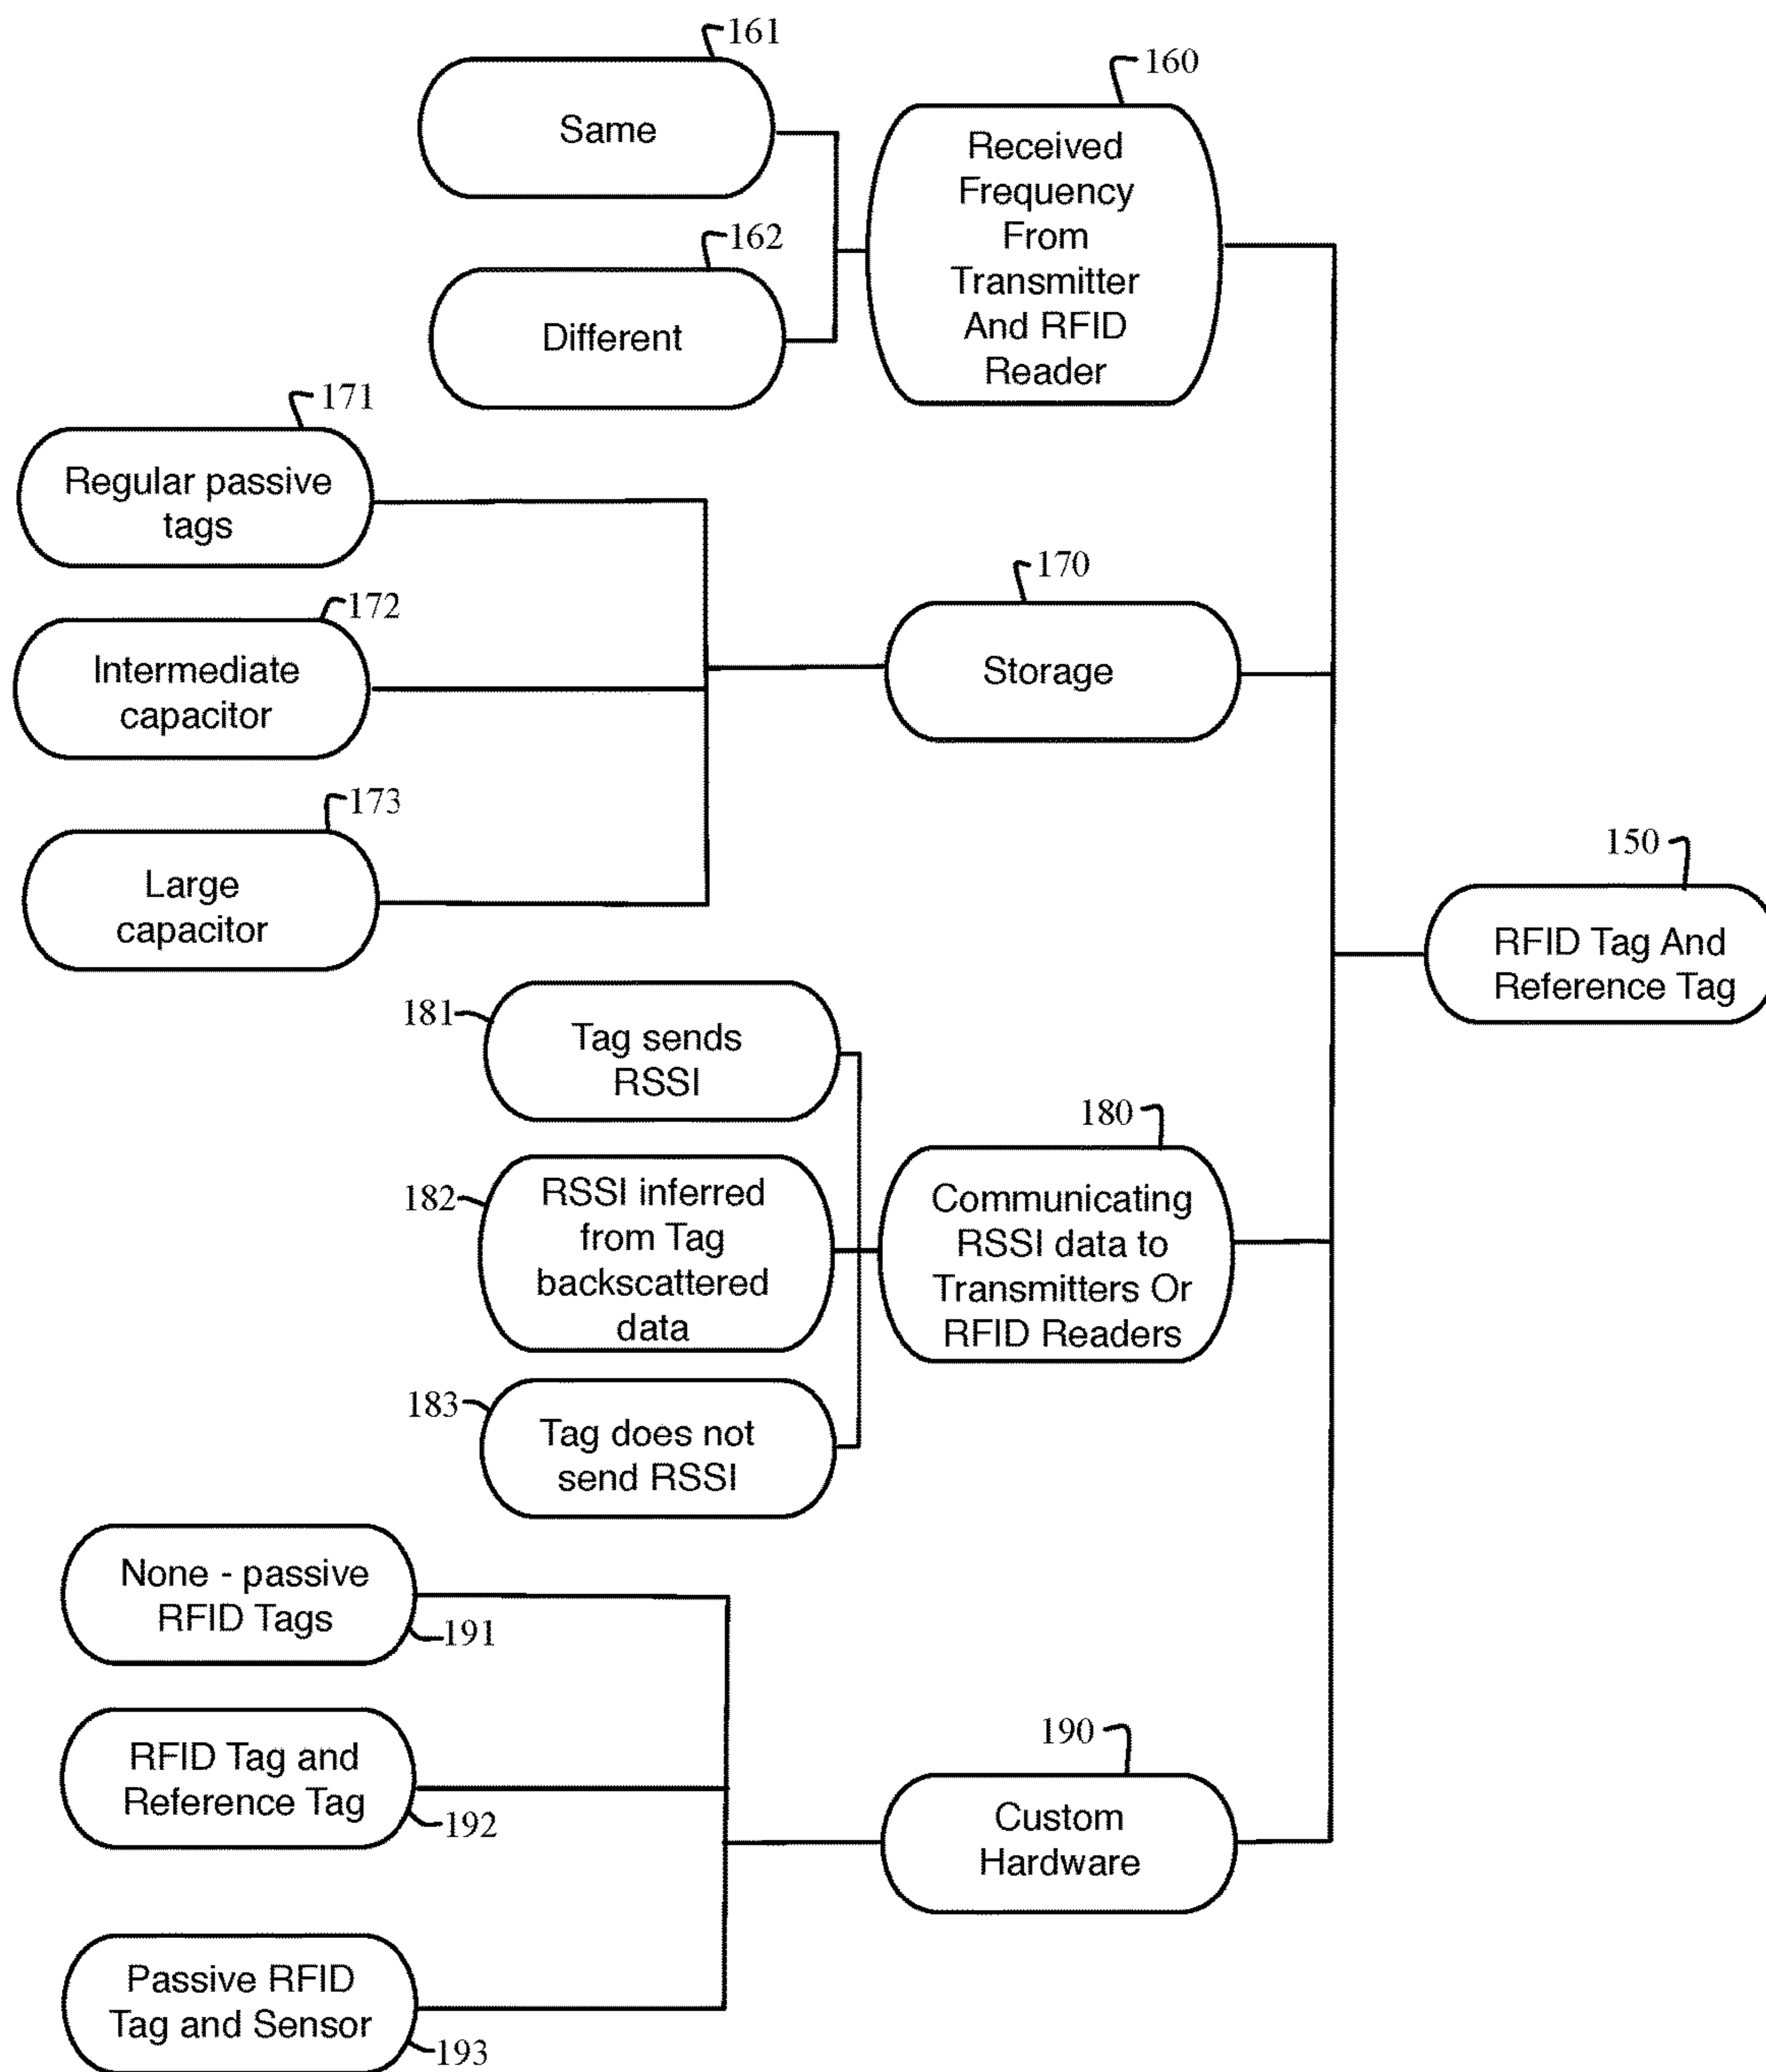 161
Same
160
Received
Frequency
From
Transmitter
And RFID
Reader
162
Different
171
Regular passive
tags
172
Intermediate
capacitor
170
Storage
173
Large
capacitor
150
RFID Tag And
Reference Tag
181
Tag sends
RSSI
182
RSSI inferred
from Tag
backscattered
data
180
Communicating
RSSI data to
Transmitters Or
RFID Readers
183
Tag does not
send RSSI
None - passive
RFID Tags
191
RFID Tag and
Reference Tag
192
190
Custom
Hardware
Passive RFID
Tag and Sensor
193